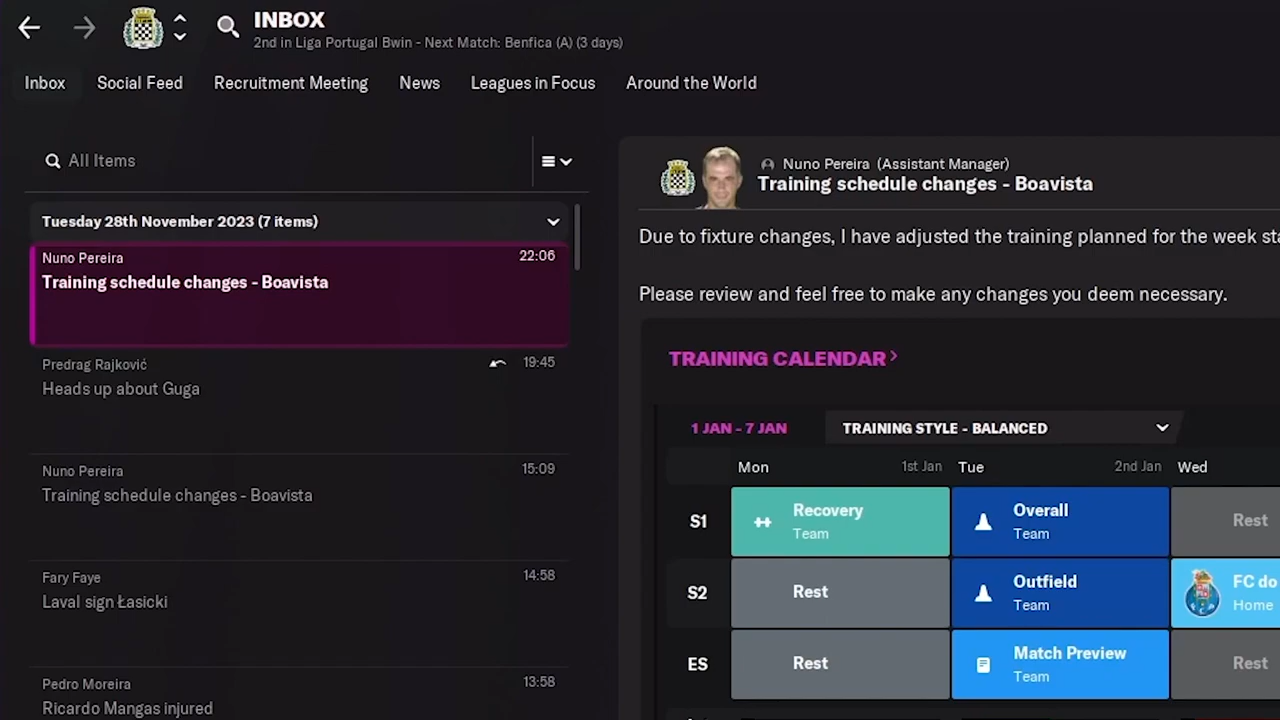 INBOX
2nd in Liga Portugal Bwin - Next Match: Benfica (A) (3 days)
Inbox Social Feed Recruitment Meeting News Leagues in Focus Around the World
All Items
Tuesday 28th November 2023 (7 items)
Nuno Pereira 22:06
Training schedule changes - Boavista
Predrag Rajković 19:45
Heads up about Guga
Nuno Pereira 15:09
Training schedule changes - Boavista
Fary Faye 14:58
Laval sign Łasicki
Pedro Moreira 13:58
Ricardo Mangas injured
Nuno Pereira (Assistant Manager)
Training schedule changes - Boavista
Due to fixture changes, I have adjusted the training planned for the week sta
Please review and feel free to make any changes you deem necessary.
TRAINING CALENDAR
1 JAN - 7 JAN TRAINING STYLE - BALANCED
Mon 1st Jan Tue 2nd Jan Wed
S1 Recovery Team Overall Team Rest
S2 Rest Outfield Team FC do Home
ES Rest Match Preview Team Rest